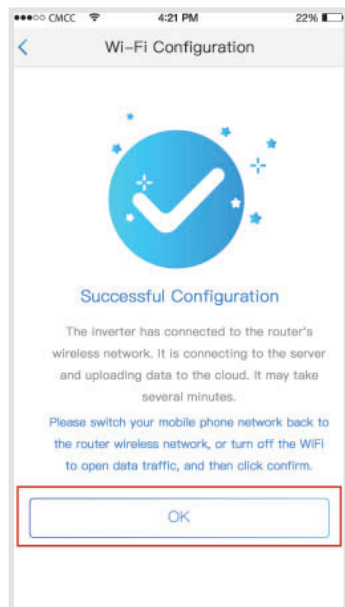 CMCC 4:21 PM 22%
Wi-Fi Configuration
Successful Configuration
The inverter has connected to the router's
wireless network. It is connecting to the server
and uploading data to the cloud. It may take
several minutes.
Please switch your mobile phone network back to
the router wireless network, or turn off the WiFi
to open data traffic, and then click confirm.
OK